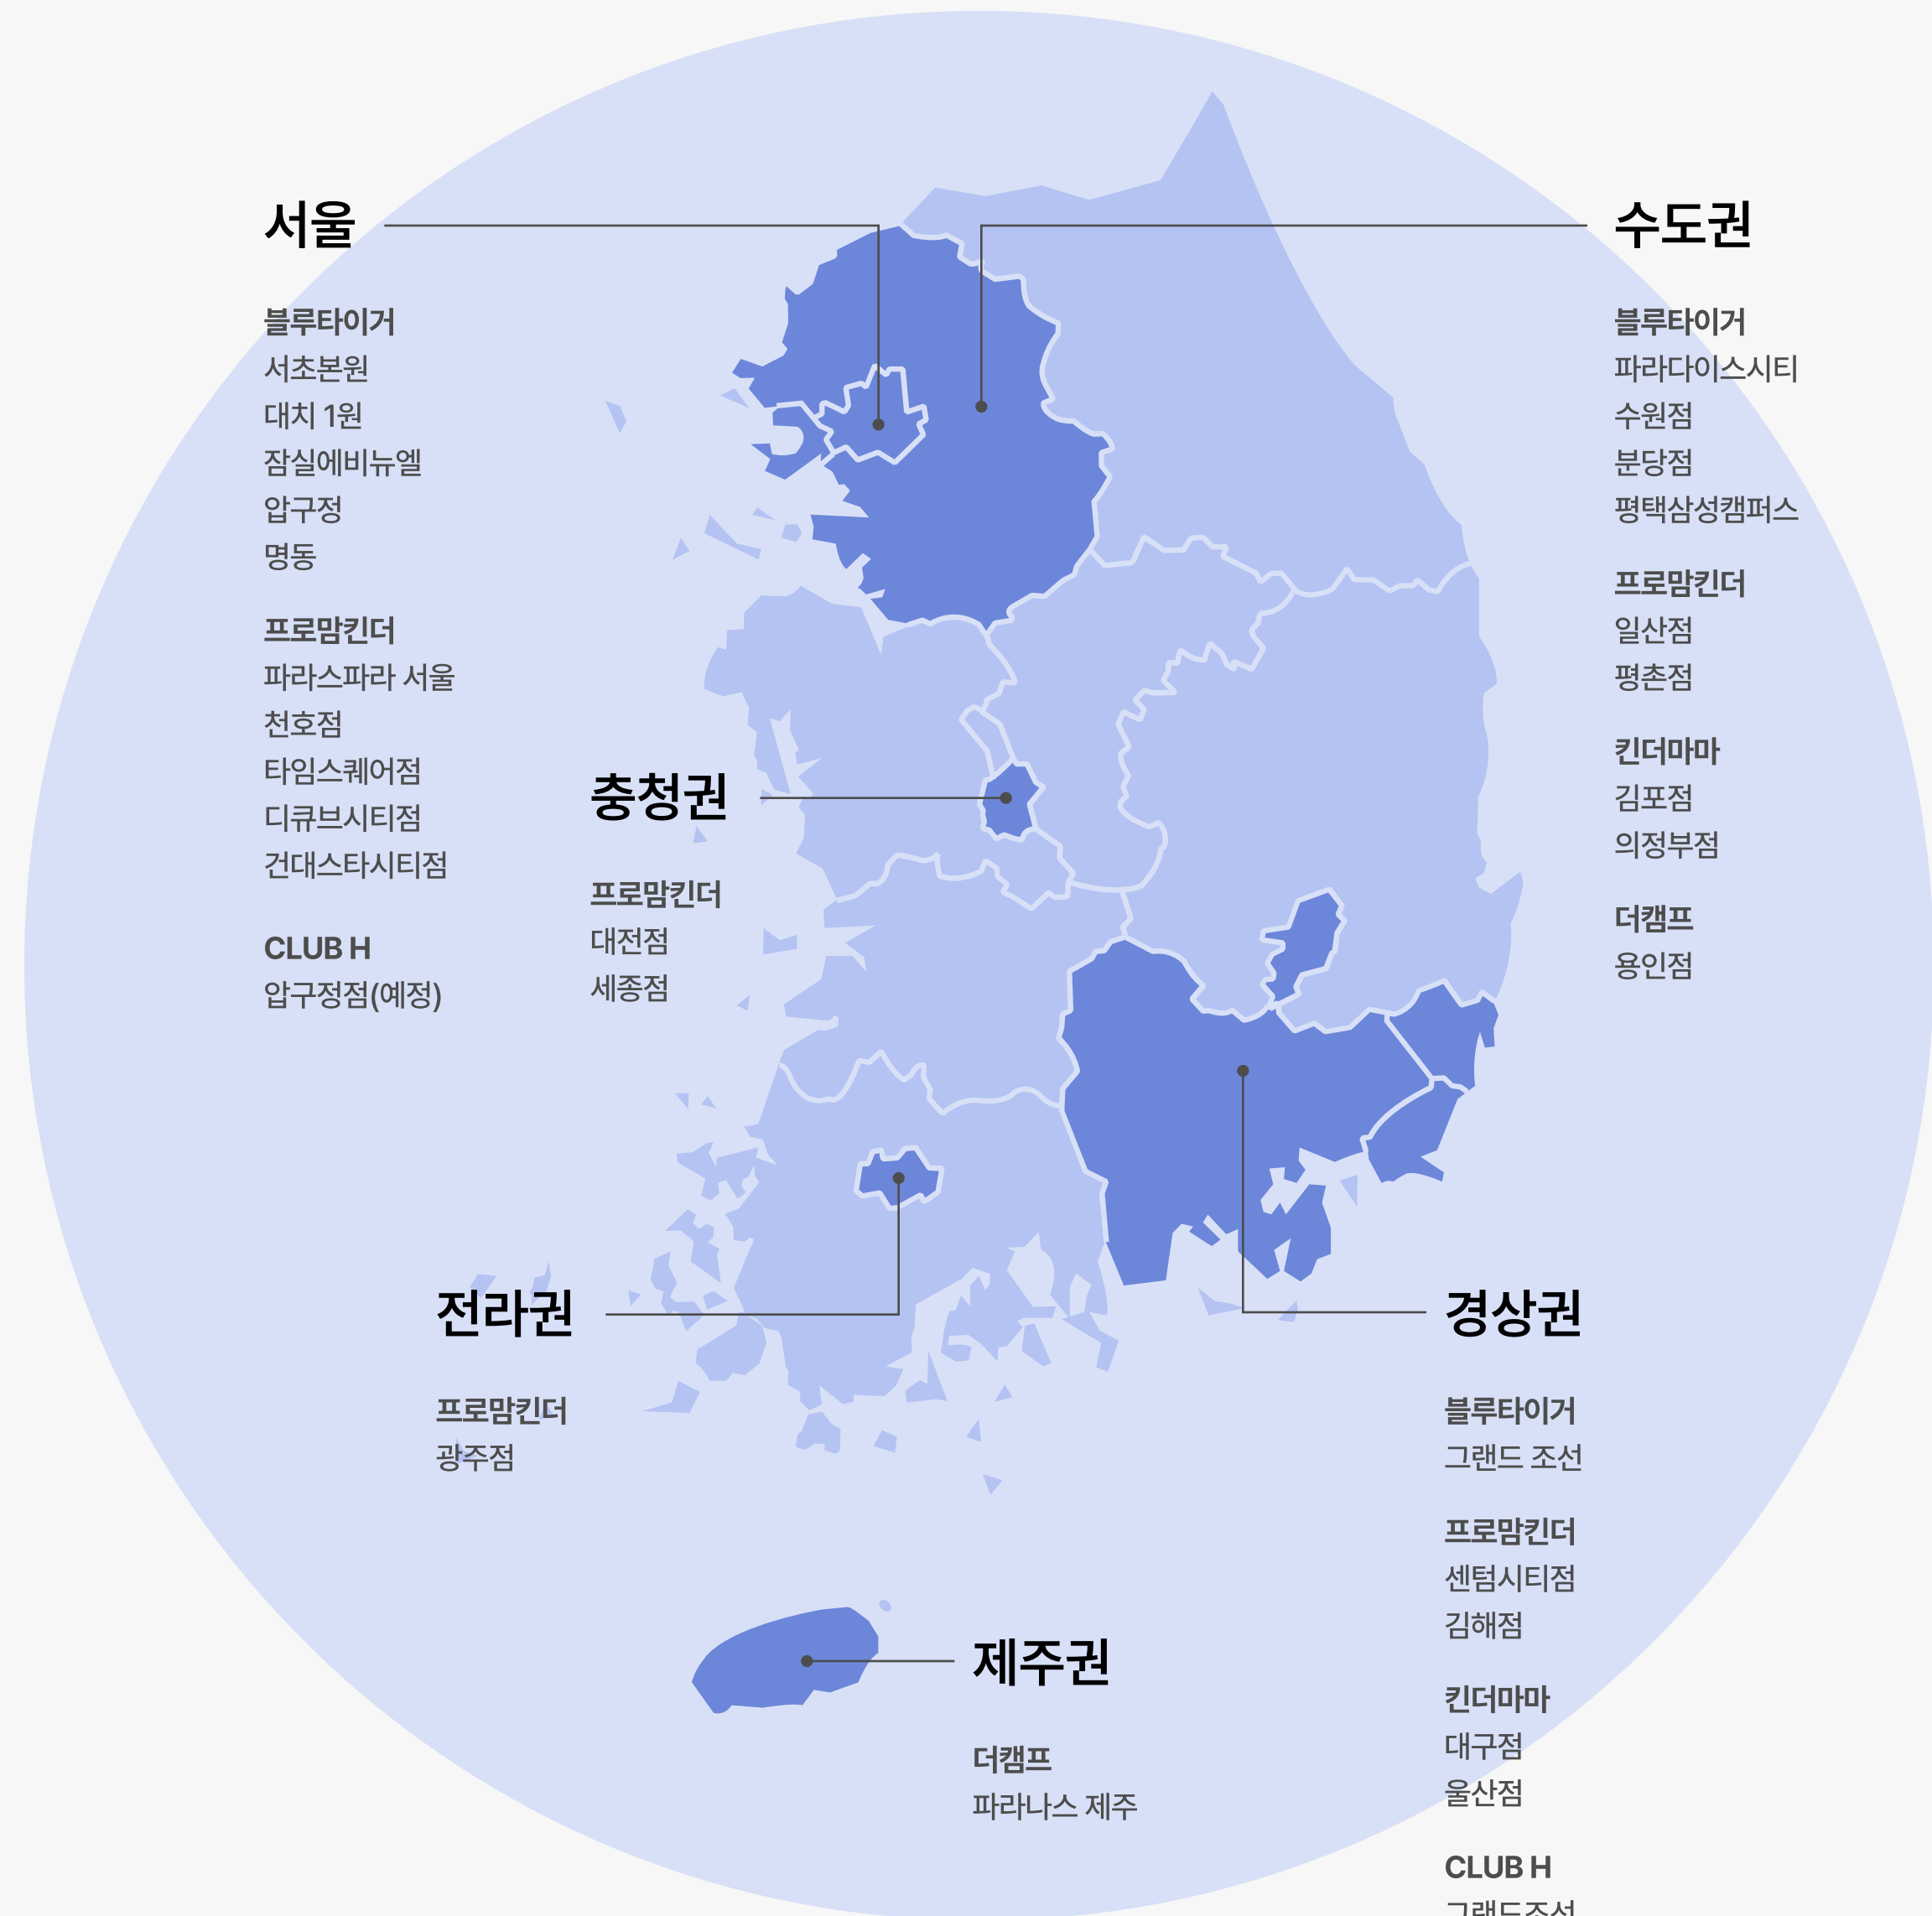 서울
블루타이거
서초본원
대치 1원
잠실에비뉴엘
압구정
명동
프로맘킨더
파라스파라 서울
천호점
타임스퀘어점
디큐브시티점
건대스타시티점
CLUB H
압구정점(예정)
수도권
블루타이거
파라다이스시티
수원점
분당점
평택삼성캠퍼스
프로맘킨더
일산점
평촌점
킨더마마
김포점
의정부점
더캠프
용인점
충청권
프로맘킨더
대전점
세종점
전라권
프로맘킨더
광주점
경상권
블루타이거
그랜드 조선
프로맘킨더
센텀시티점
김해점
킨더마마
대구점
울산점
CLUB H
그랜드조선
제주권
더캠프
파라나스 제주